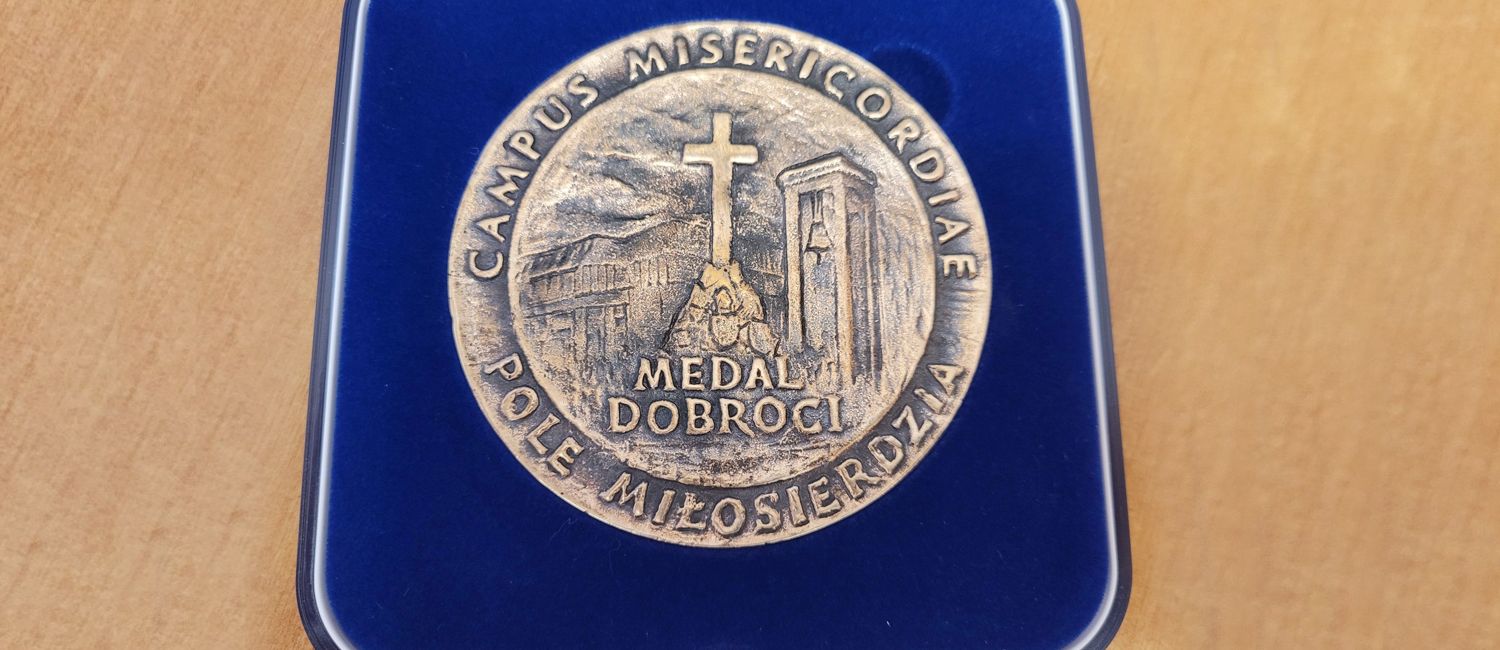 CAMPUS MISERICORDIAE
MEDAL
DOBROCI
POLE MIŁOSIERDZIA